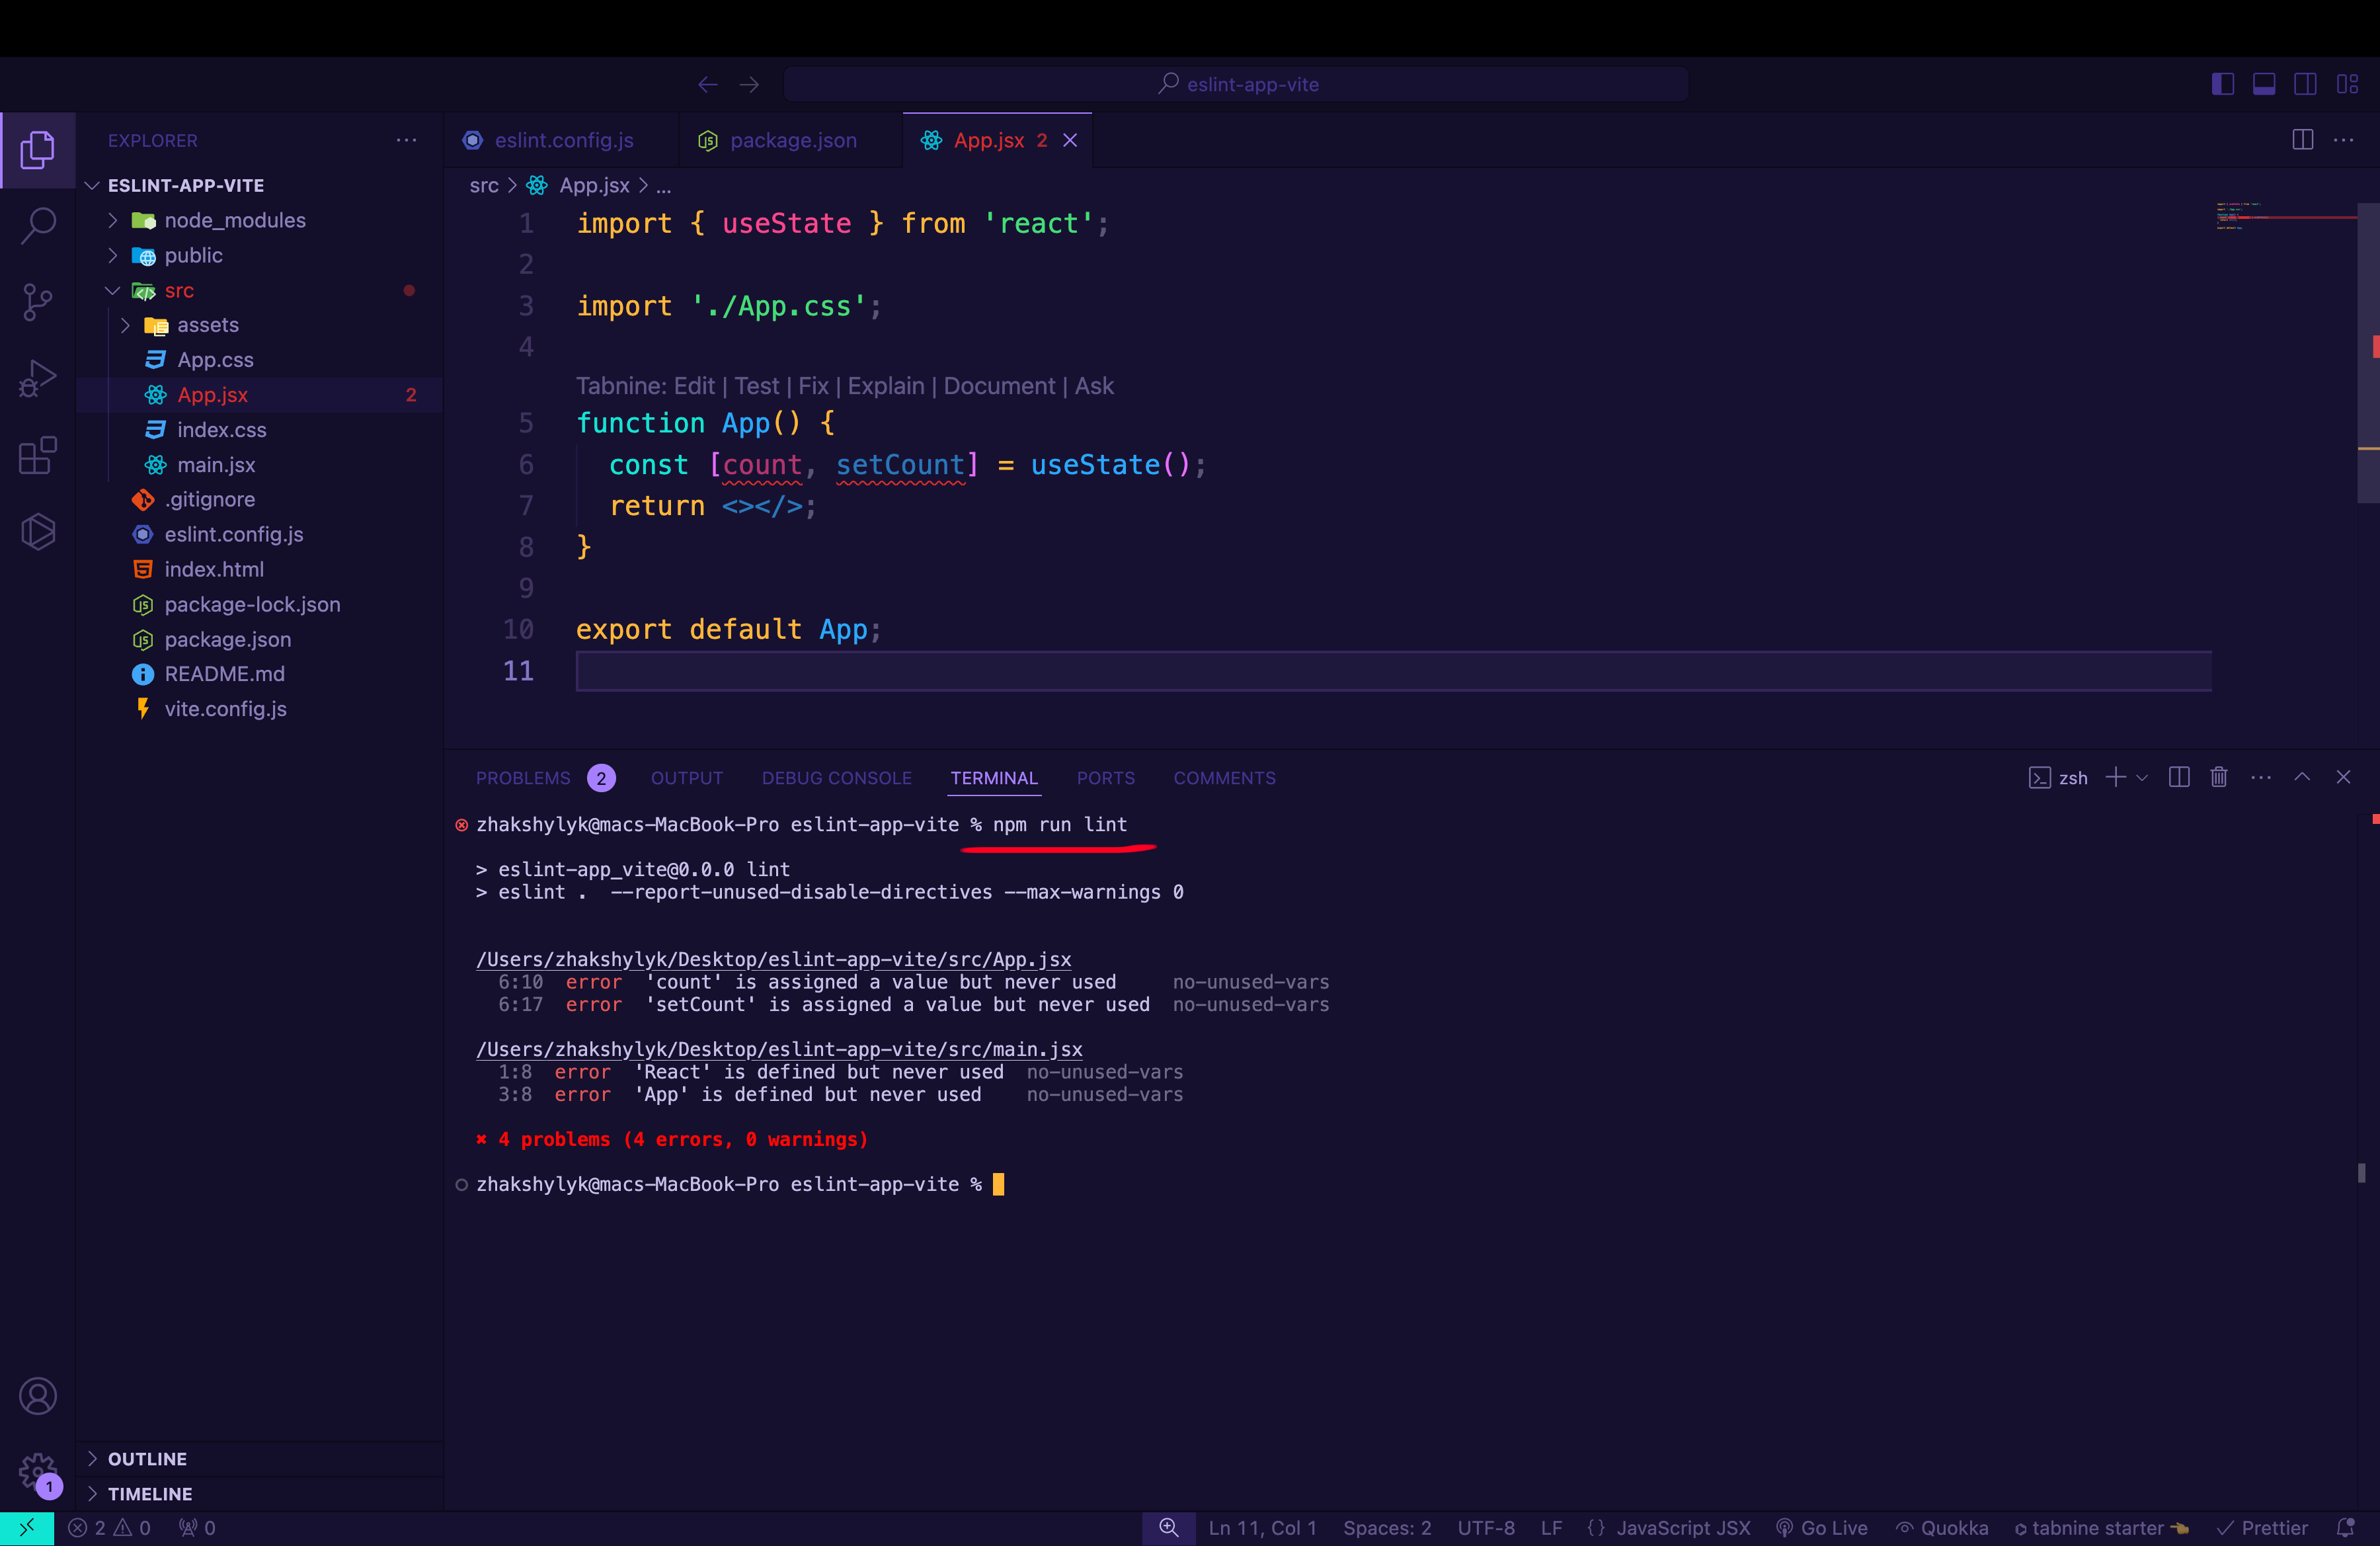 eslint-app-vite
EXPLORER
ESLINT-APP-VITE
node_modules
public
src
assets
App.css
App.jsx 2
index.css
main.jsx
.gitignore
eslint.config.js
index.html
package-lock.json
package.json
README.md
vite.config.js
OUTLINE
TIMELINE
eslint.config.js package.json App.jsx 2
src > App.jsx > ...
1 import { useState } from 'react';
2
3 import './App.css';
4
Tabnine: Edit | Test | Fix | Explain | Document | Ask
5 function App() {
6 const [count, setCount] = useState();
7 return <></>;
8 }
9
10 export default App;
11
PROBLEMS 2 OUTPUT DEBUG CONSOLE TERMINAL PORTS COMMENTS
zsh
zhakshylyk@macs-MacBook-Pro eslint-app-vite % npm run lint
> eslint-app_vite@0.0.0 lint
> eslint . --report-unused-disable-directives --max-warnings 0
/Users/zhakshylyk/Desktop/eslint-app-vite/src/App.jsx
6:10 error 'count' is assigned a value but never used no-unused-vars
6:17 error 'setCount' is assigned a value but never used no-unused-vars
/Users/zhakshylyk/Desktop/eslint-app-vite/src/main.jsx
1:8 error 'React' is defined but never used no-unused-vars
3:8 error 'App' is defined but never used no-unused-vars
✖ 4 problems (4 errors, 0 warnings)
zhakshylyk@macs-MacBook-Pro eslint-app-vite %
1
2 0 0 Ln 11, Col 1 Spaces: 2 UTF-8 LF {} JavaScript JSX Go Live Quokka tabnine starter Prettier